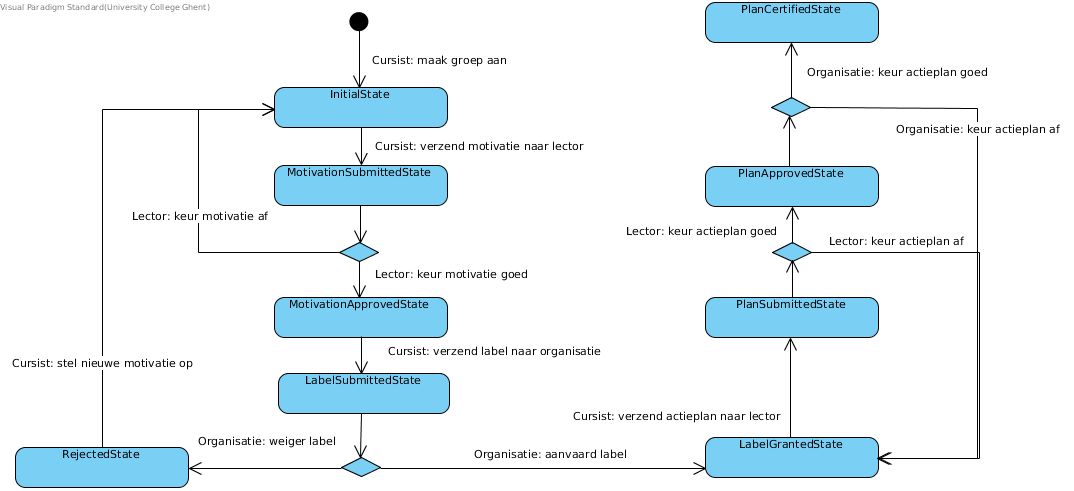 Visual Paradigm Standard(University College Ghent)
Cursist: maak groep aan
InitialState
Cursist: verzend motivatie naar lector
MotivationSubmittedState
Lector: keur motivatie af
Lector: keur motivatie goed
MotivationApprovedState
Cursist: verzend label naar organisatie
Cursist: stel nieuwe motivatie op
LabelSubmittedState
Organisatie: weiger label
RejectedState
Organisatie: aanvaard label
PlanCertifiedState
Organisatie: keur actieplan goed
Organisatie: keur actieplan af
PlanApprovedState
Lector: keur actieplan goed
Lector: keur actieplan af
PlanSubmittedState
Cursist: verzend actieplan naar lector
LabelGrantedState